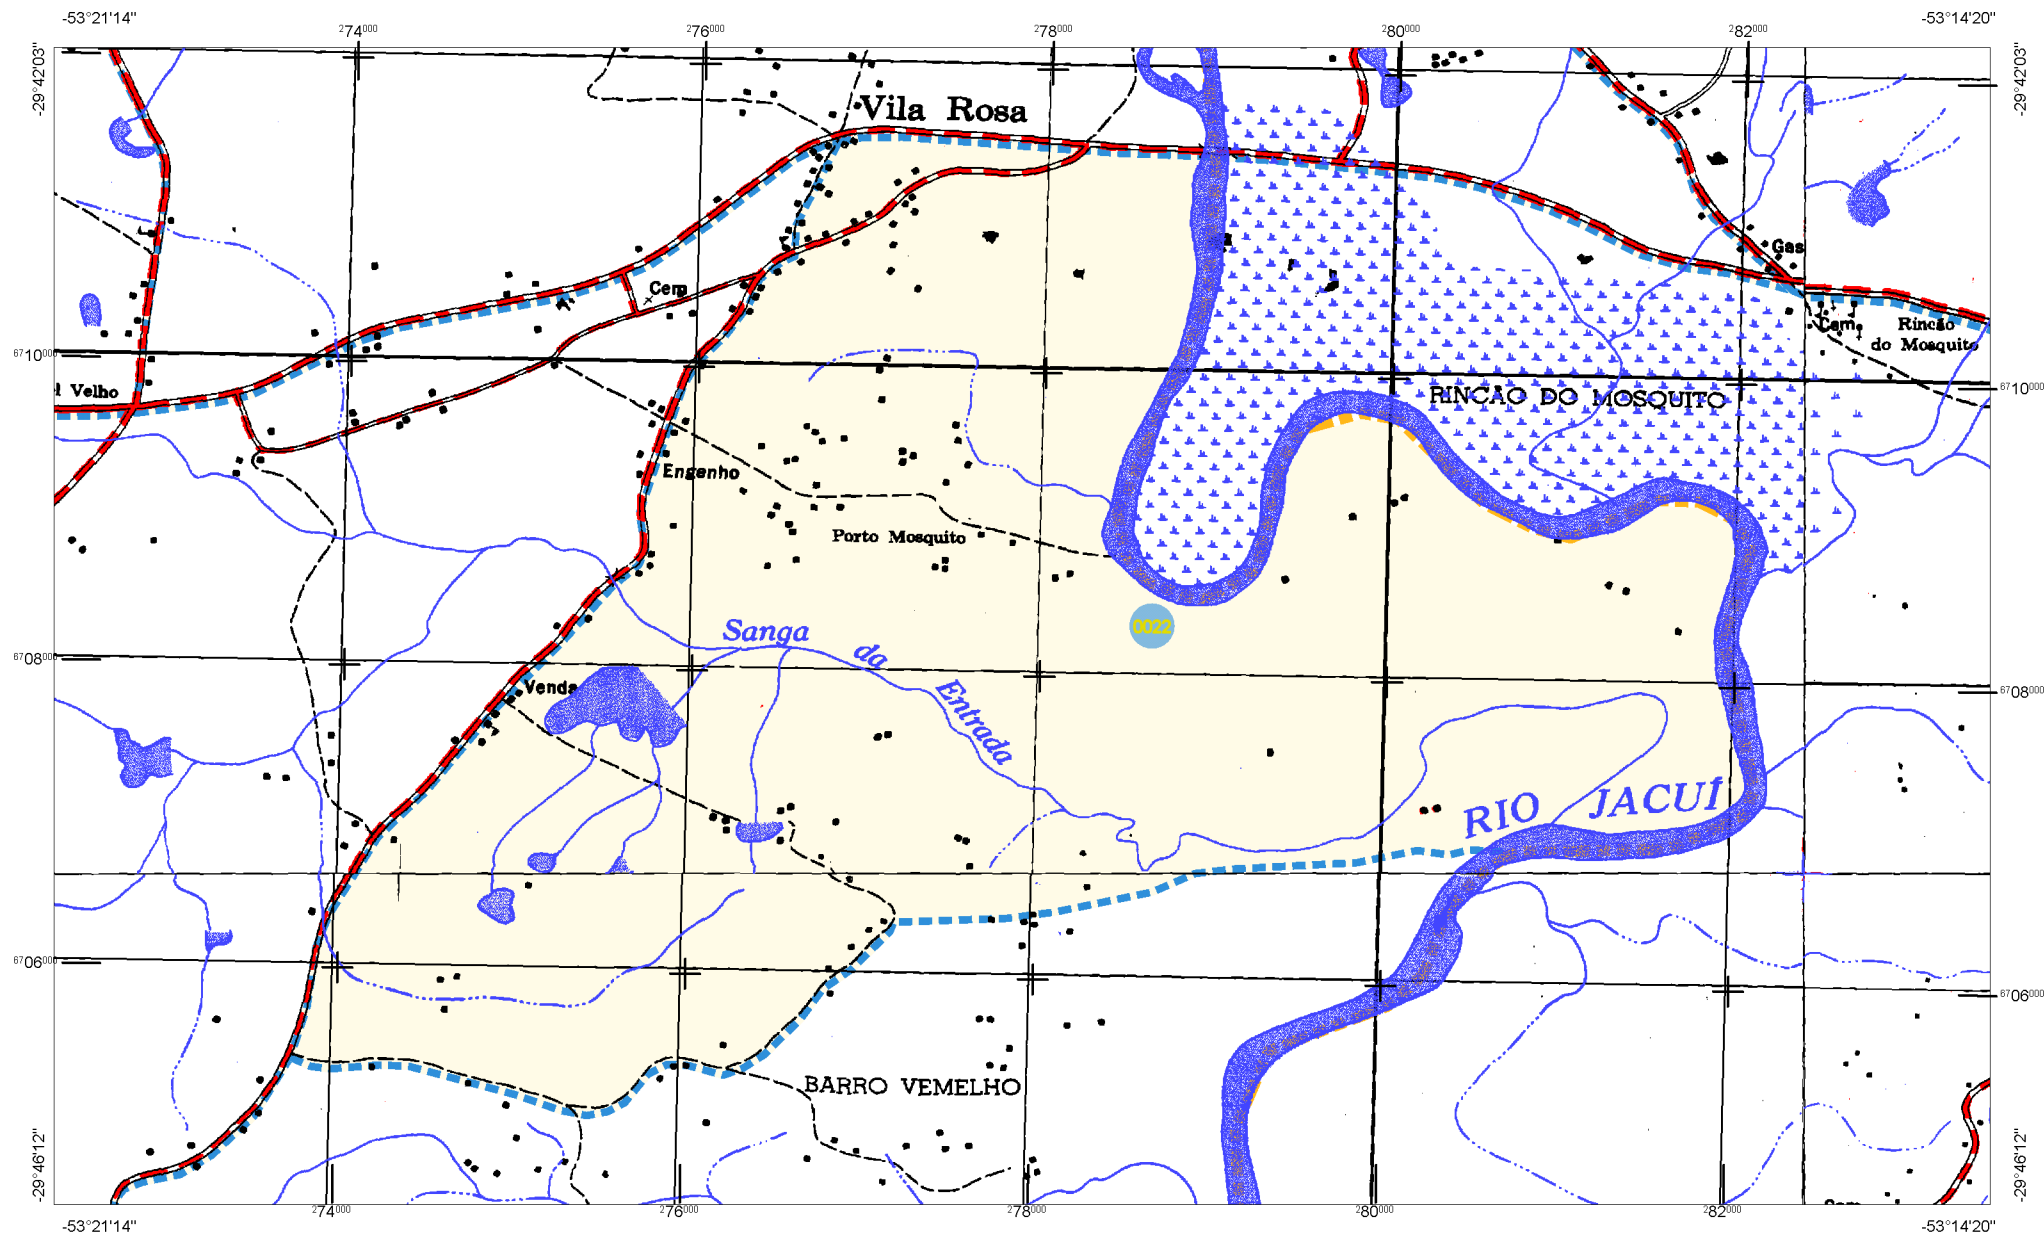 -53°21'14" -53°14'20"
274000 276000 278000 280000 282000
-29°42'03" -29°42'03"
Vila Rosa
Gas
Cem
6710000
Cem
Rincão
do Mosquito
l Velho
6710000
RINCÃO DO MOSQUITO
Engenho
Porto Mosquito
0022
Sanga
da
6708000
Venda
Entrada
6708000
RIO JACUÍ
6706000
6706000
BARRO VEMELHO
-29°46'12" -29°46'12"
274000 276000 278000 280000 282000
-53°21'14" -53°14'20"